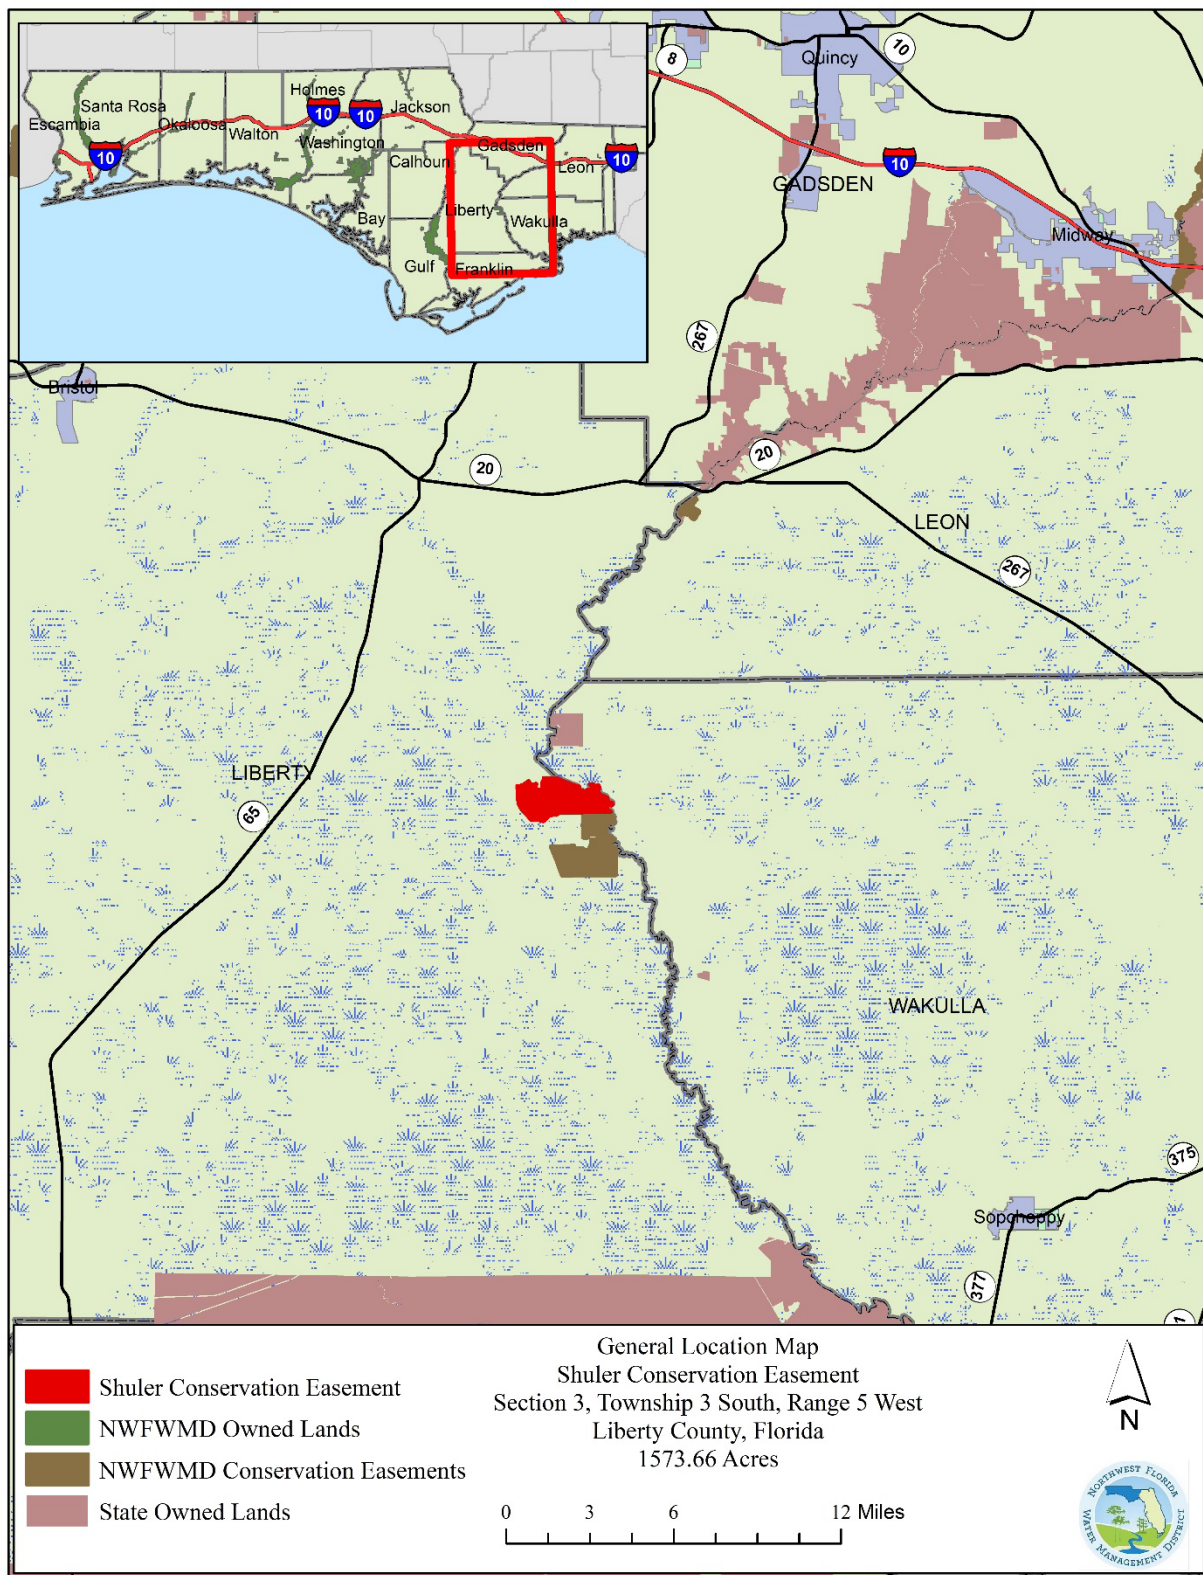 Santa Rosa
Escambia
Okaloosa
Walton
Holmes
Washington
Jackson
Calhoun
Bay
Gulf
Liberty
Franklin
Gadsden
Leon
Wakulla
10
10
10
10
8
Quincy
10
10
GADSDEN
Midway
267
Bristol
20
20
LEON
267
LIBERTY
65
WAKULLA
375
Sopchoppy
377
Shuler Conservation Easement
NWFWMD Owned Lands
NWFWMD Conservation Easements
State Owned Lands
General Location Map
Shuler Conservation Easement
Section 3, Township 3 South, Range 5 West
Liberty County, Florida
1573.66 Acres
0 3 6 12 Miles
N
NORTHWEST FLORIDA
WATER MANAGEMENT DISTRICT